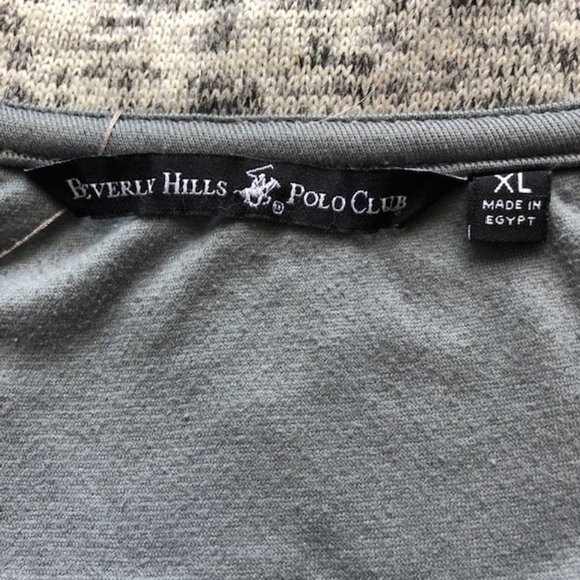 BEVERLY HILLS POLO CLUB
XL
MADE IN
EGYPT